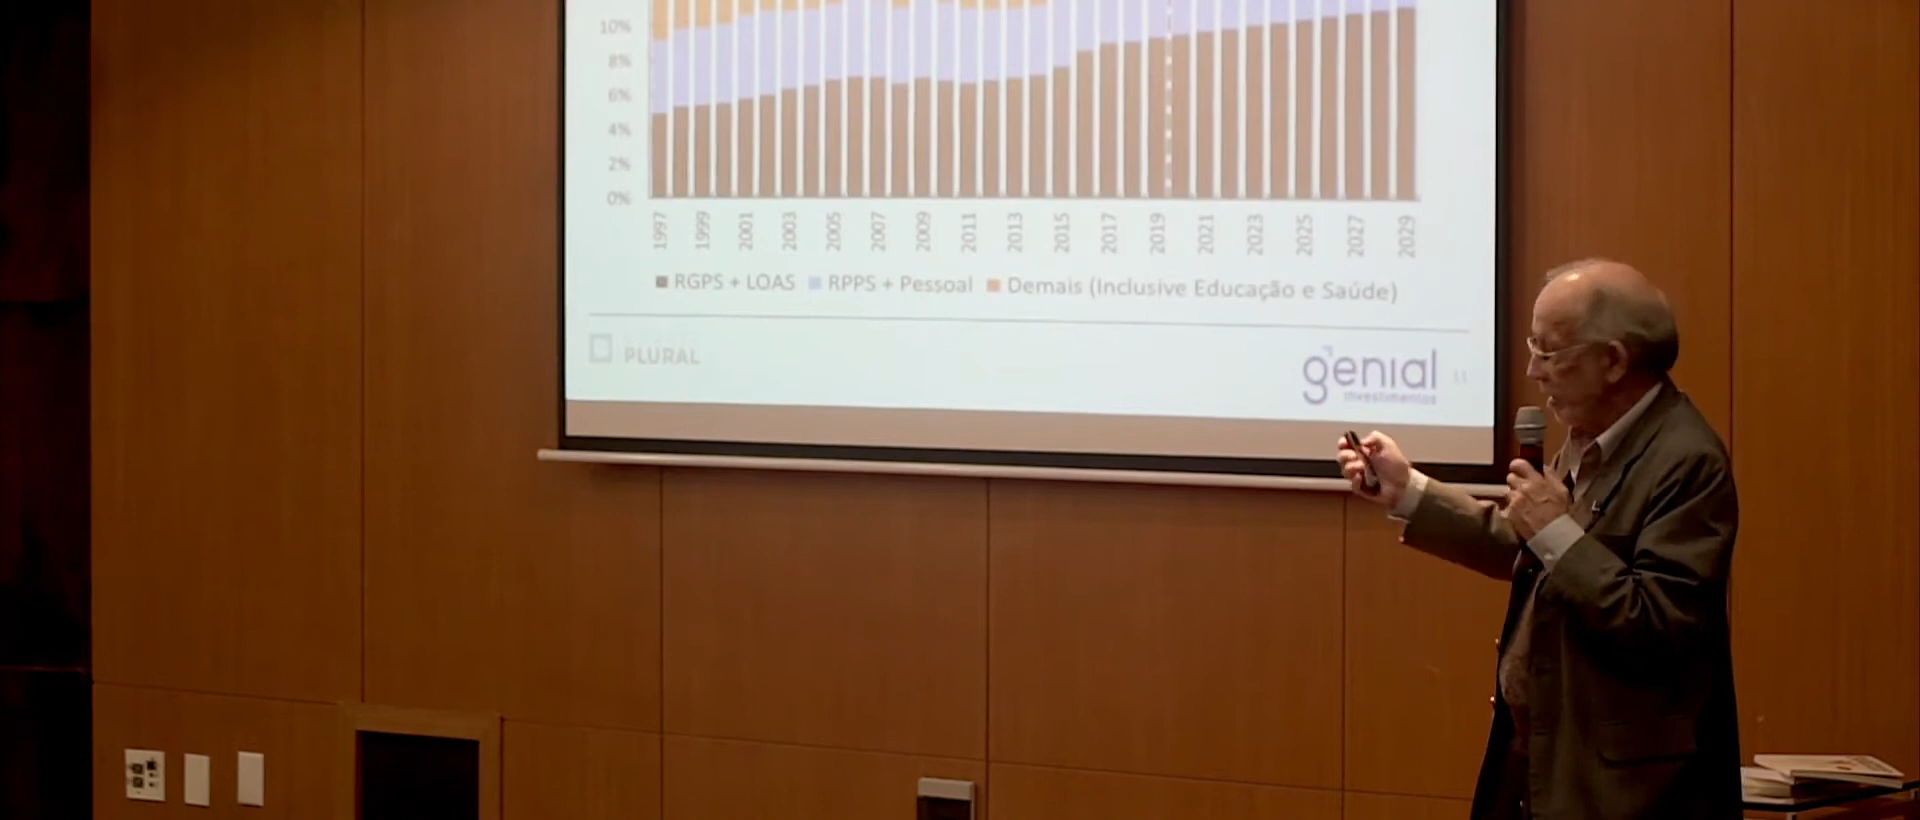 10%
8%
6%
4%
2%
0%
1997 1999 2001 2003 2005 2007 2009 2011 2013 2015 2017 2019 2021 2023 2025 2027 2029
RGPS + LOAS RPPS + Pessoal Demais (Inclusive Educação e Saúde)
PLURAL
genial 11
investimentos